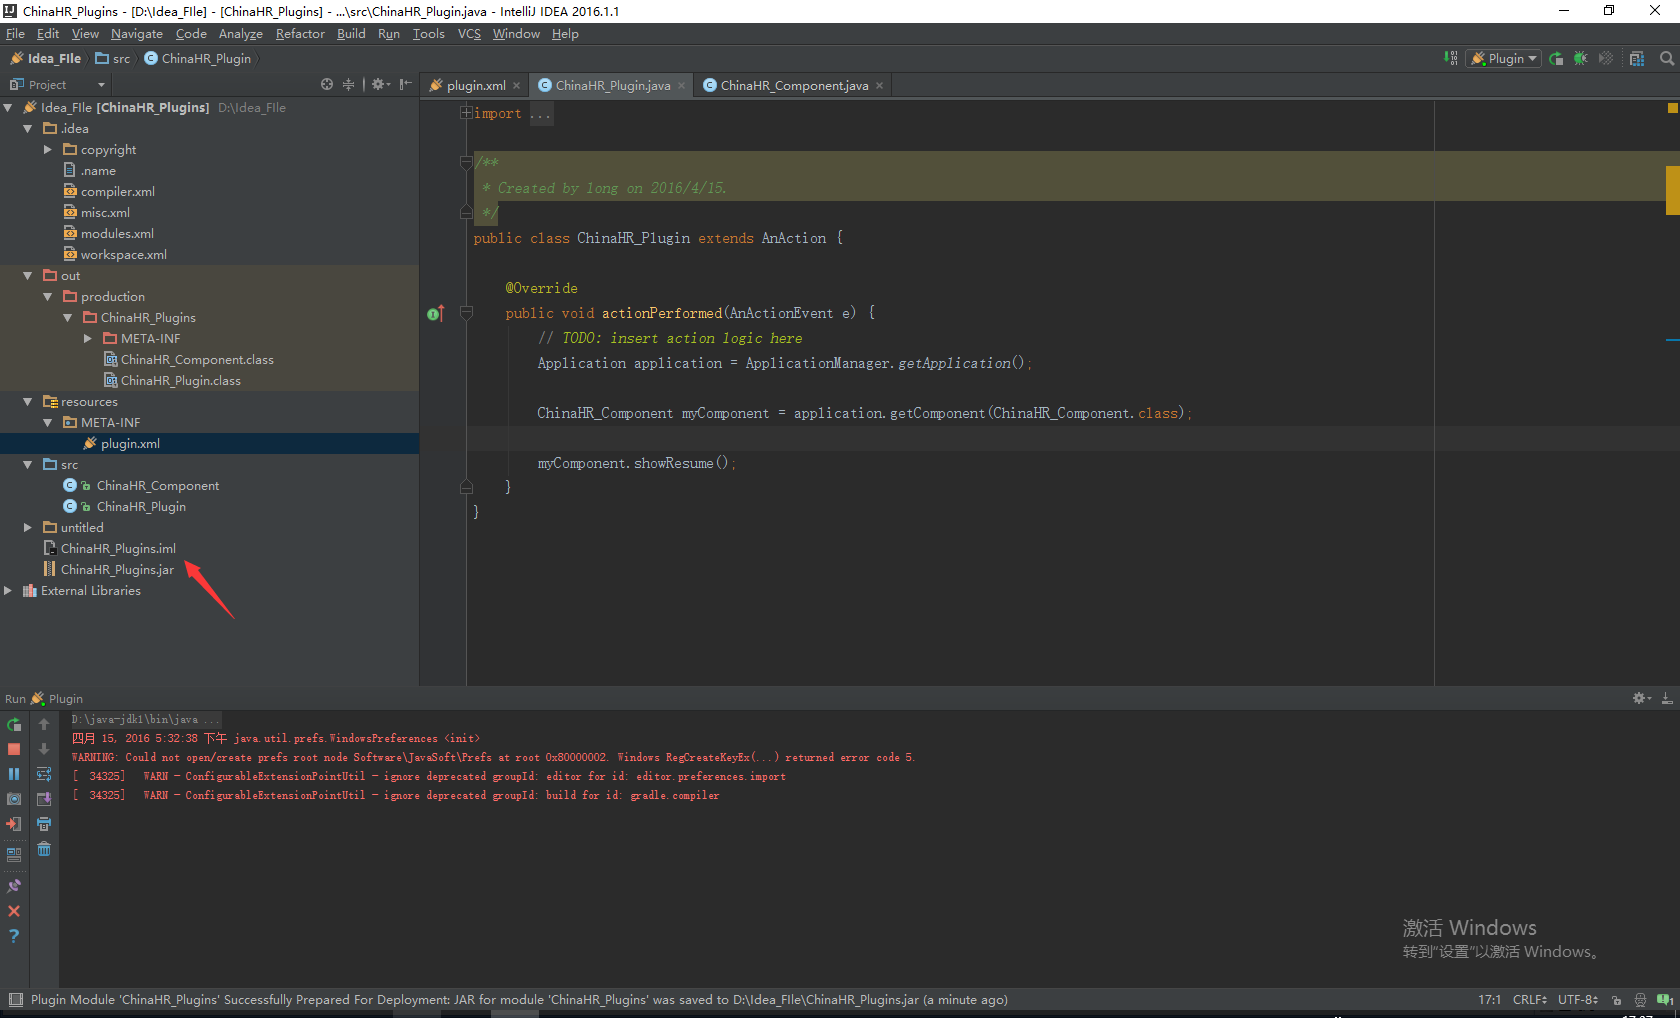 ChinaHR_Plugins - [D:\Idea_FIle] - [ChinaHR_Plugins] - ...\src\ChinaHR_Plugin.java - IntelliJ IDEA 2016.1.1
File Edit View Navigate Code Analyze Refactor Build Run Tools VCS Window Help
Idea_FIle src ChinaHR_Plugin Plugin
Project
plugin.xml ChinaHR_Plugin.java ChinaHR_Component.java
Idea_FIle [ChinaHR_Plugins] D:\Idea_FIle
.idea
copyright
.name
compiler.xml
misc.xml
modules.xml
workspace.xml
out
production
ChinaHR_Plugins
META-INF
ChinaHR_Component.class
ChinaHR_Plugin.class
resources
META-INF
plugin.xml
src
ChinaHR_Component
ChinaHR_Plugin
untitled
ChinaHR_Plugins.iml
ChinaHR_Plugins.jar
External Libraries
import ...
/**
* Created by long on 2016/4/15.
*/
public class ChinaHR_Plugin extends AnAction {
@Override
public void actionPerformed(AnActionEvent e) {
// TODO: insert action logic here
Application application = ApplicationManager.getApplication();
ChinaHR_Component myComponent = application.getComponent(ChinaHR_Component.class);
myComponent.showResume();
}
}
Run Plugin
D:\java-jdk1\bin\java ...
四月 15, 2016 5:32:38 下午 java.util.prefs.WindowsPreferences <init>
WARNING: Could not open/create prefs root node Software\JavaSoft\Prefs at root 0x80000002. Windows RegCreateKeyEx(...) returned error code 5.
[ 34325] WARN - ConfigurableExtensionPointUtil - ignore deprecated groupId: editor for id: editor.preferences.import
[ 34325] WARN - ConfigurableExtensionPointUtil - ignore deprecated groupId: build for id: gradle.compiler
激活 Windows
转到"设置"以激活 Windows。
Plugin Module 'ChinaHR_Plugins' Successfully Prepared For Deployment: JAR for module 'ChinaHR_Plugins' was saved to D:\Idea_FIle\ChinaHR_Plugins.jar (a minute ago)
17:1 CRLF UTF-8 1